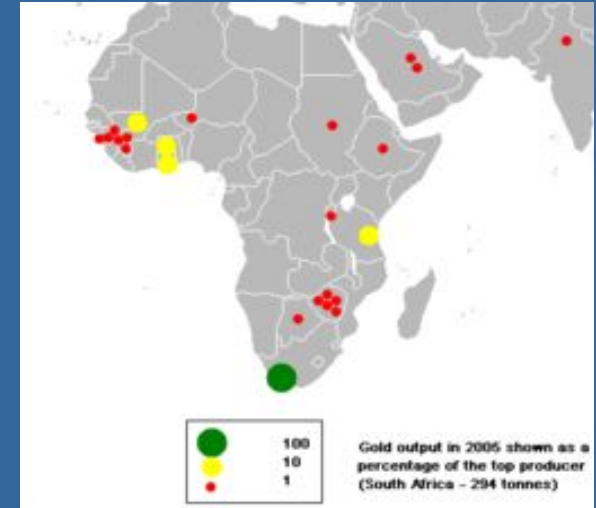 100
10
1
Gold output in 2005 shown as a
percentage of the top producer
(South Africa - 294 tonnes)